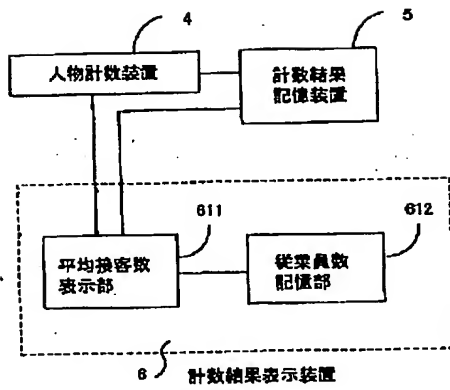 4
5
人物計数装置
計数結果
記憶装置
611
612
平均接客数
表示部
従業員数
記憶部
6
計数結果表示装置